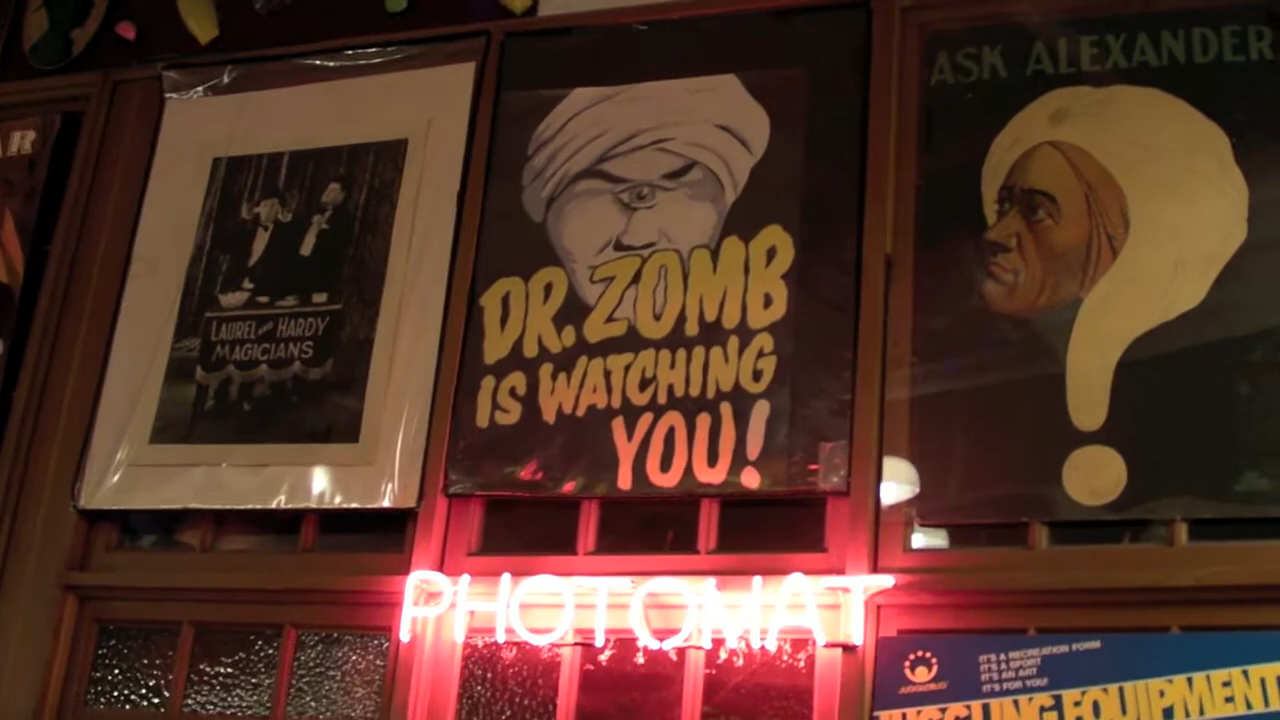 AR
LAUREL AND HARDY
MAGICIANS
DR. ZOMB
IS WATCHING
YOU!
ASK ALEXANDER
PHOTOMAT
IT'S A RECREATION FORM
IT'S A SPORT
IT'S AN ART
IT'S FOR YOU!
JUGGLING EQUIPMENT